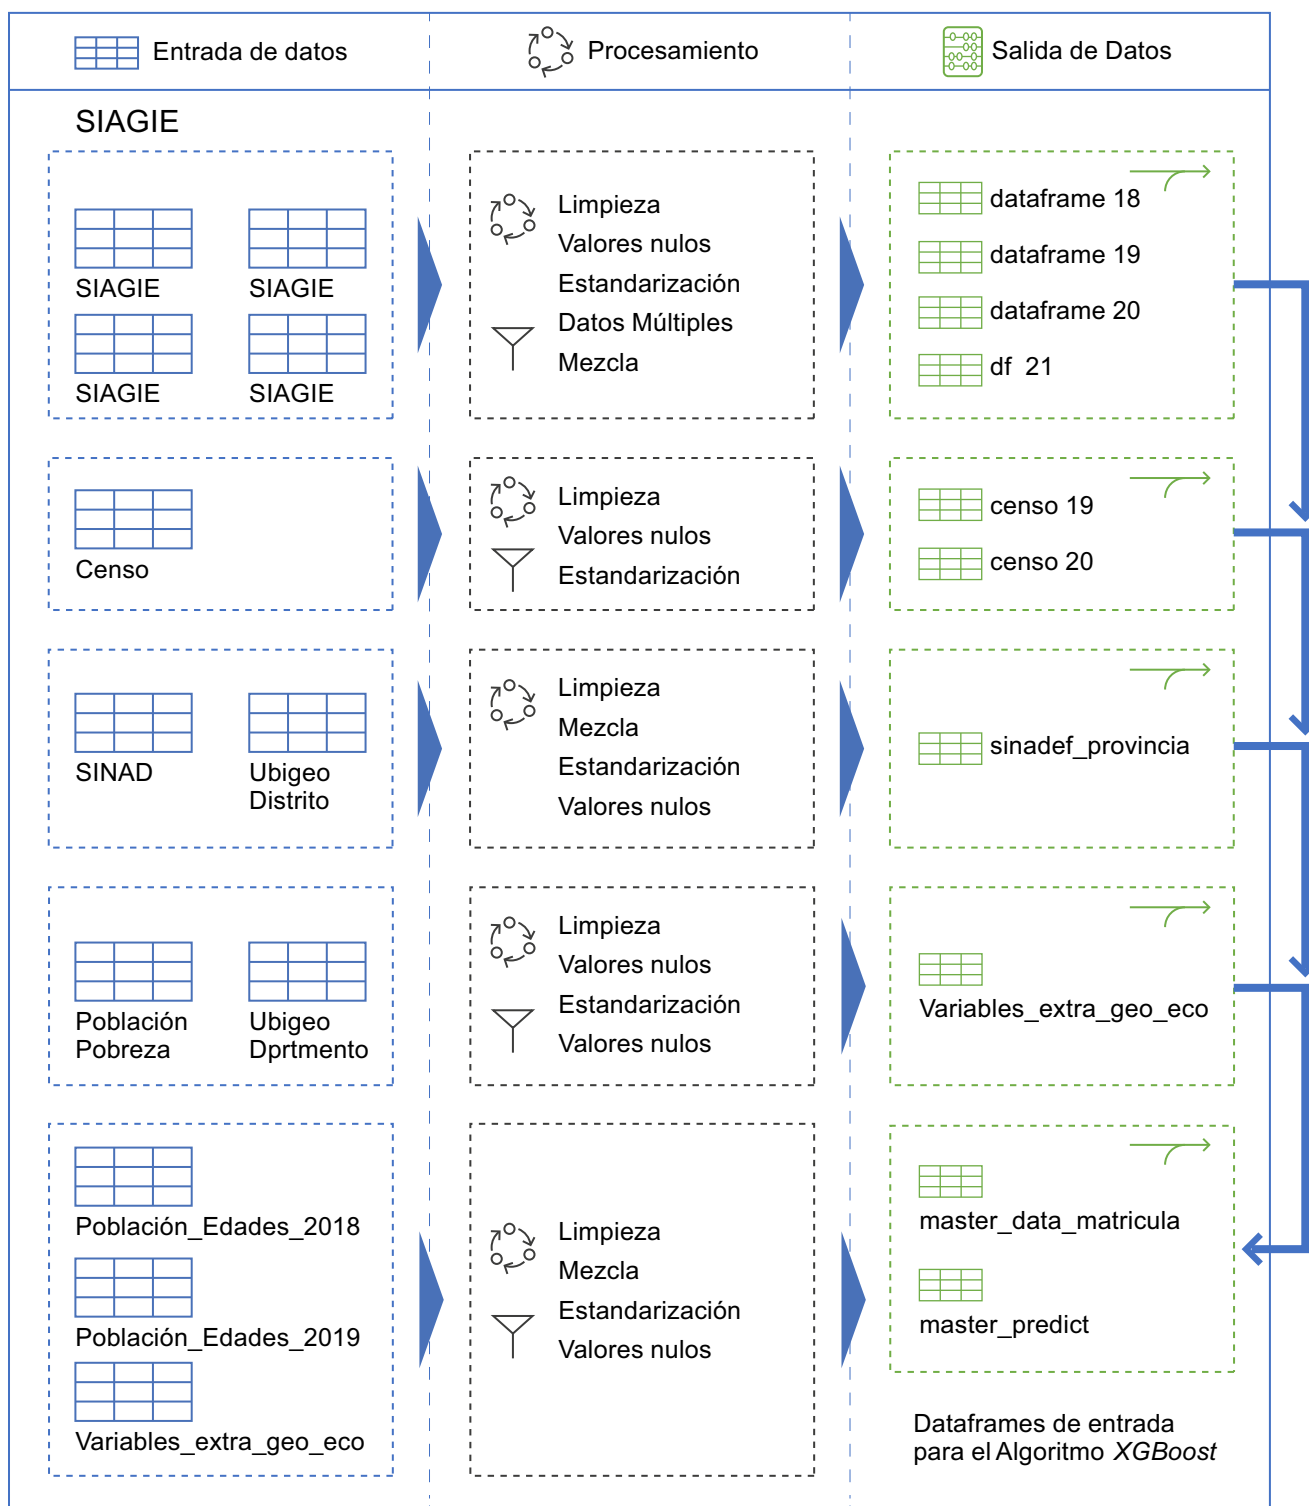 Entrada de datos
Procesamiento
Salida de Datos
SIAGIE
SIAGIE
SIAGIE
SIAGIE
SIAGIE
Limpieza
Valores nulos
Estandarización
Datos Múltiples
Mezcla
dataframe 18
dataframe 19
dataframe 20
df 21
Censo
Limpieza
Valores nulos
Estandarización
censo 19
censo 20
SINAD
Ubigeo
Distrito
Limpieza
Mezcla
Estandarización
Valores nulos
sinadef_provincia
Población
Pobreza
Ubigeo
Dprtmento
Limpieza
Valores nulos
Estandarización
Valores nulos
Variables_extra_geo_eco
Población_Edades_2018
Población_Edades_2019
Variables_extra_geo_eco
Limpieza
Mezcla
Estandarización
Valores nulos
master_data_matricula
master_predict
Dataframes de entrada
para el Algoritmo XGBoost